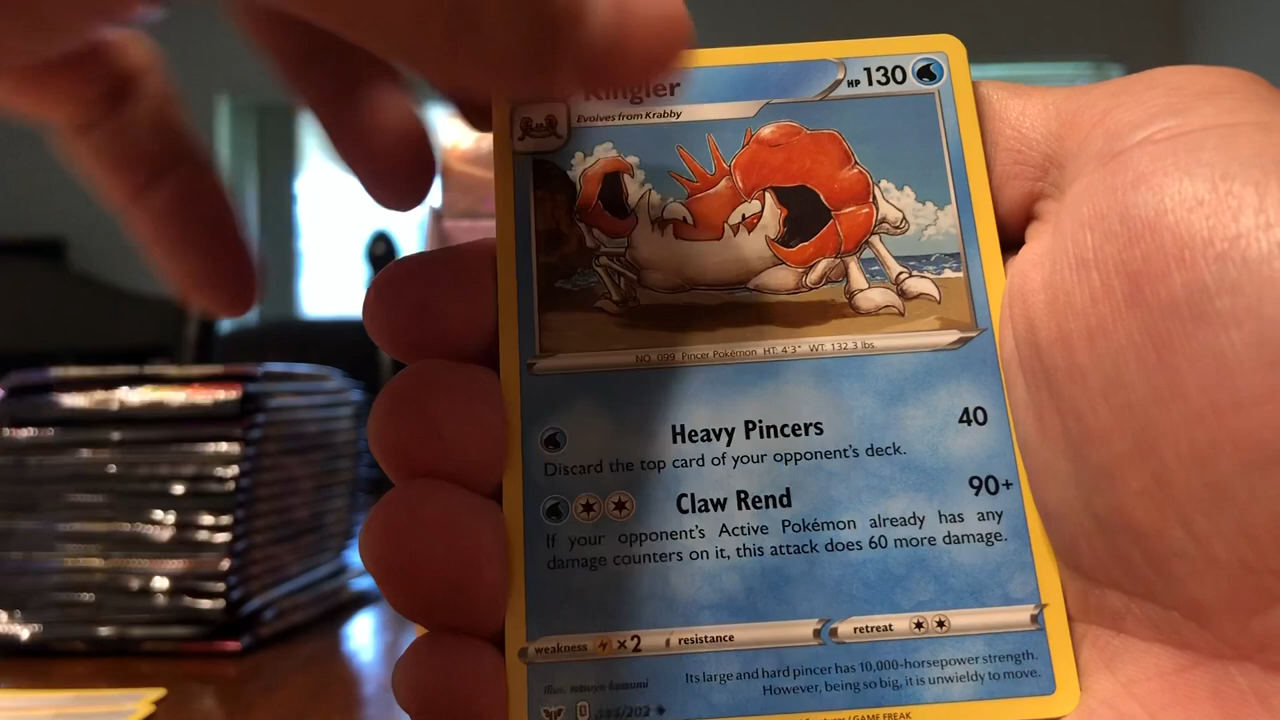 Kingler
HP 130
Evolves from Krabby
NO. 099 Pincer Pokémon HT: 4'3" WT: 132.3 lbs.
Heavy Pincers 40
Discard the top card of your opponent's deck.
Claw Rend 90+
If your opponent's Active Pokémon already has any
damage counters on it, this attack does 60 more damage.
weakness ×2 resistance retreat
Its large and hard pincer has 10,000-horsepower strength.
However, being so big, it is unwieldy to move.
Illus.
/202
/ GAME FREAK